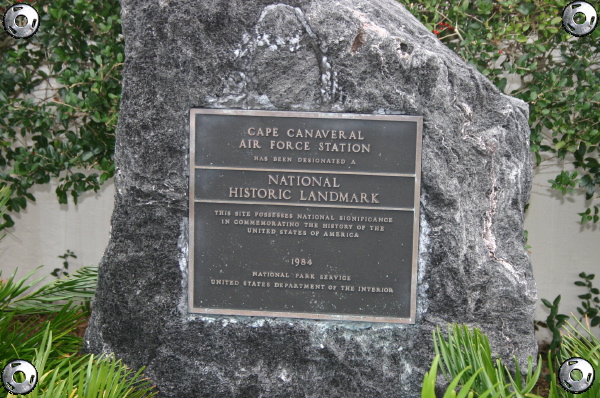 CAPE CANAVERAL
AIR FORCE STATION
HAS BEEN DESIGNATED A
NATIONAL
HISTORIC LANDMARK
THIS SITE POSSESSES NATIONAL SIGNIFICANCE
IN COMMEMORATING THE HISTORY OF THE
UNITED STATES OF AMERICA
1984
NATIONAL PARK SERVICE
UNITED STATES DEPARTMENT OF THE INTERIOR